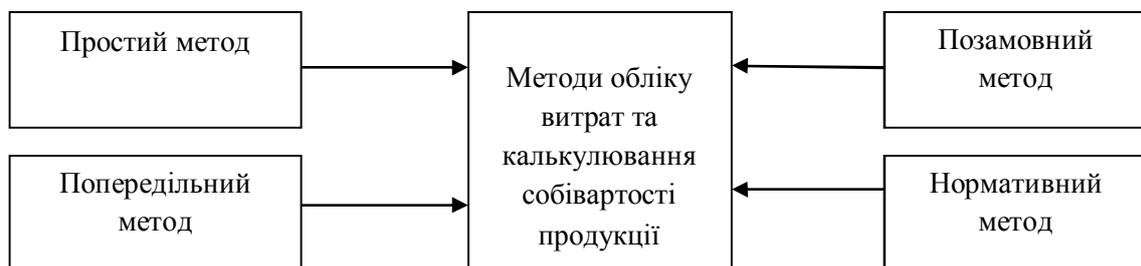 Простий метод
Попередільний
метод
Методи обліку
витрат та
калькулювання
собівартості
продукції
Позамовний
метод
Нормативний
метод